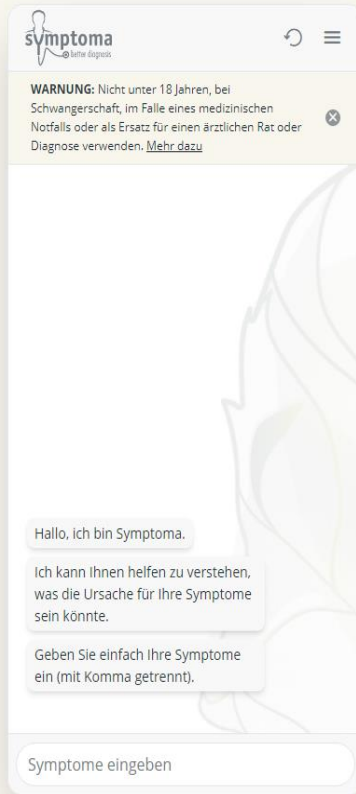 symptoma
better diagnosis
WARNUNG: Nicht unter 18 Jahren, bei
Schwangerschaft, im Falle eines medizinischen
Notfalls oder als Ersatz für einen ärztlichen Rat oder
Diagnose verwenden. Mehr dazu
Hallo, ich bin Symptoma.
Ich kann Ihnen helfen zu verstehen,
was die Ursache für Ihre Symptome
sein könnte.
Geben Sie einfach Ihre Symptome
ein (mit Komma getrennt).
Symptome eingeben